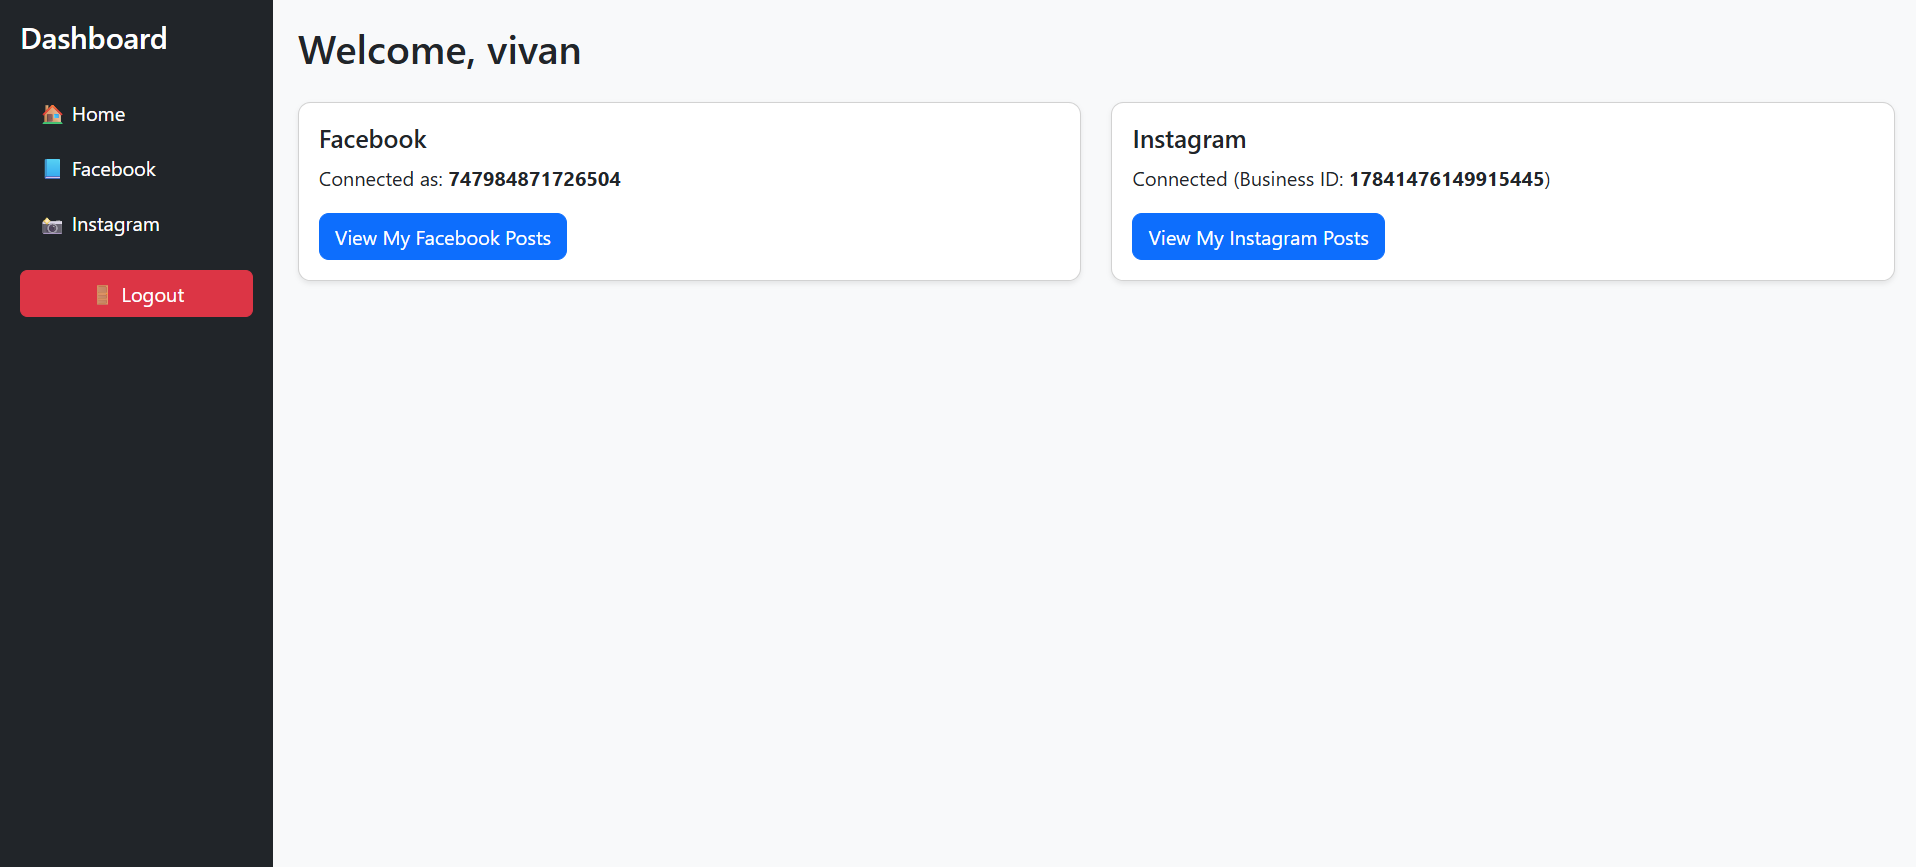 Dashboard
Home
Facebook
Instagram
Logout
Welcome, vivan
Facebook
Connected as: 747984871726504
View My Facebook Posts
Instagram
Connected (Business ID: 17841476149915445)
View My Instagram Posts